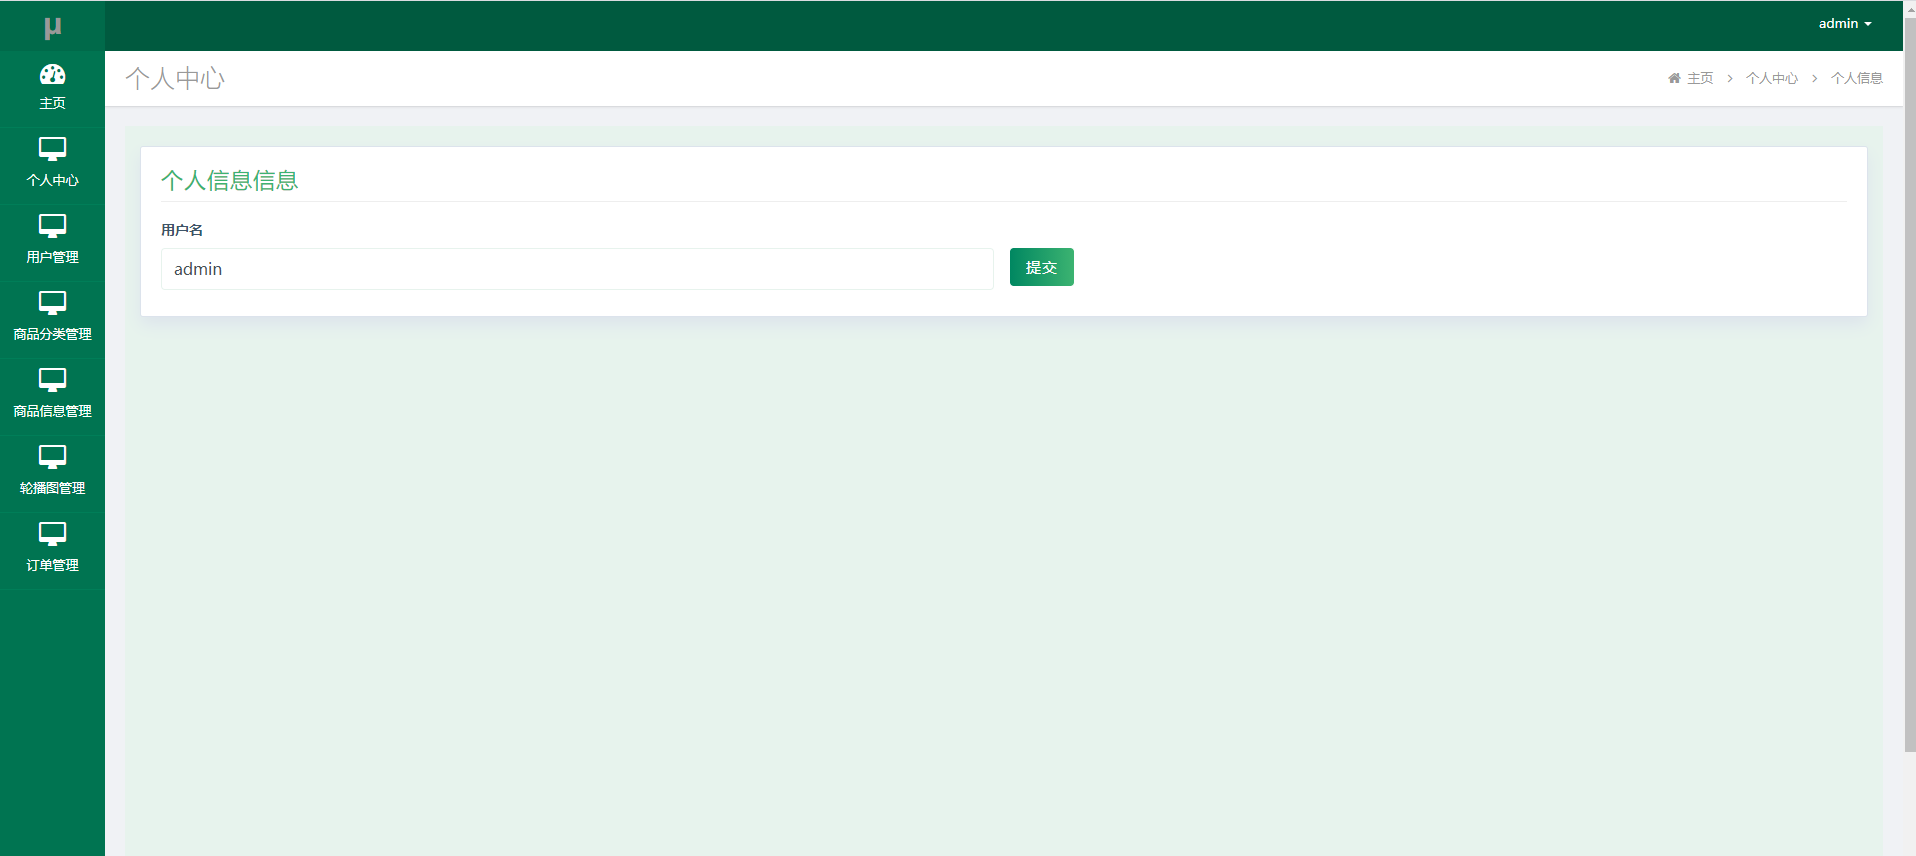 μ
admin
主页
个人中心
用户管理
商品分类管理
商品信息管理
轮播图管理
订单管理
个人中心
主页 > 个人中心 > 个人信息
个人信息信息
用户名
admin
提交